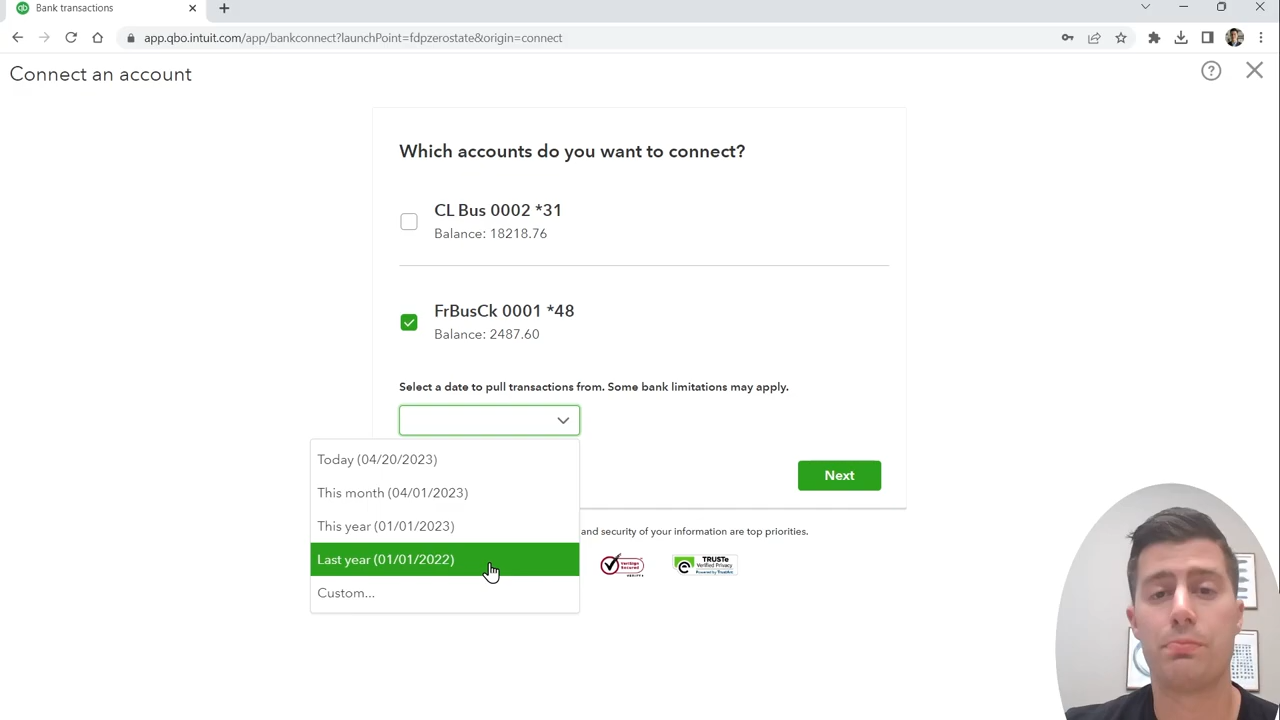 Bank transactions
app.qbo.intuit.com/app/bankconnect?launchPoint=fdpzerostate&origin=connect
Connect an account
Which accounts do you want to connect?
CL Bus 0002 *31
Balance: 18218.76
FrBusCk 0001 *48
Balance: 2487.60
Select a date to pull transactions from. Some bank limitations may apply.
Today (04/20/2023)
This month (04/01/2023)
Next
This year (01/01/2023)
and security of your information are top priorities.
Last year (01/01/2022)
TRUSTe
Verified Privacy
Custom...